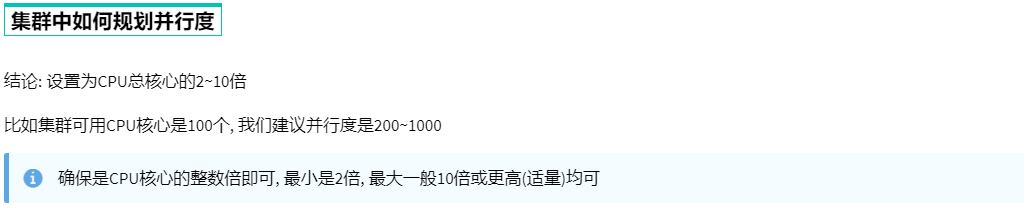 集群中如何规划并行度
结论: 设置为CPU总核心的2~10倍
比如集群可用CPU核心是100个, 我们建议并行度是200~1000
确保是CPU核心的整数倍即可, 最小是2倍, 最大一般10倍或更高(适量)均可